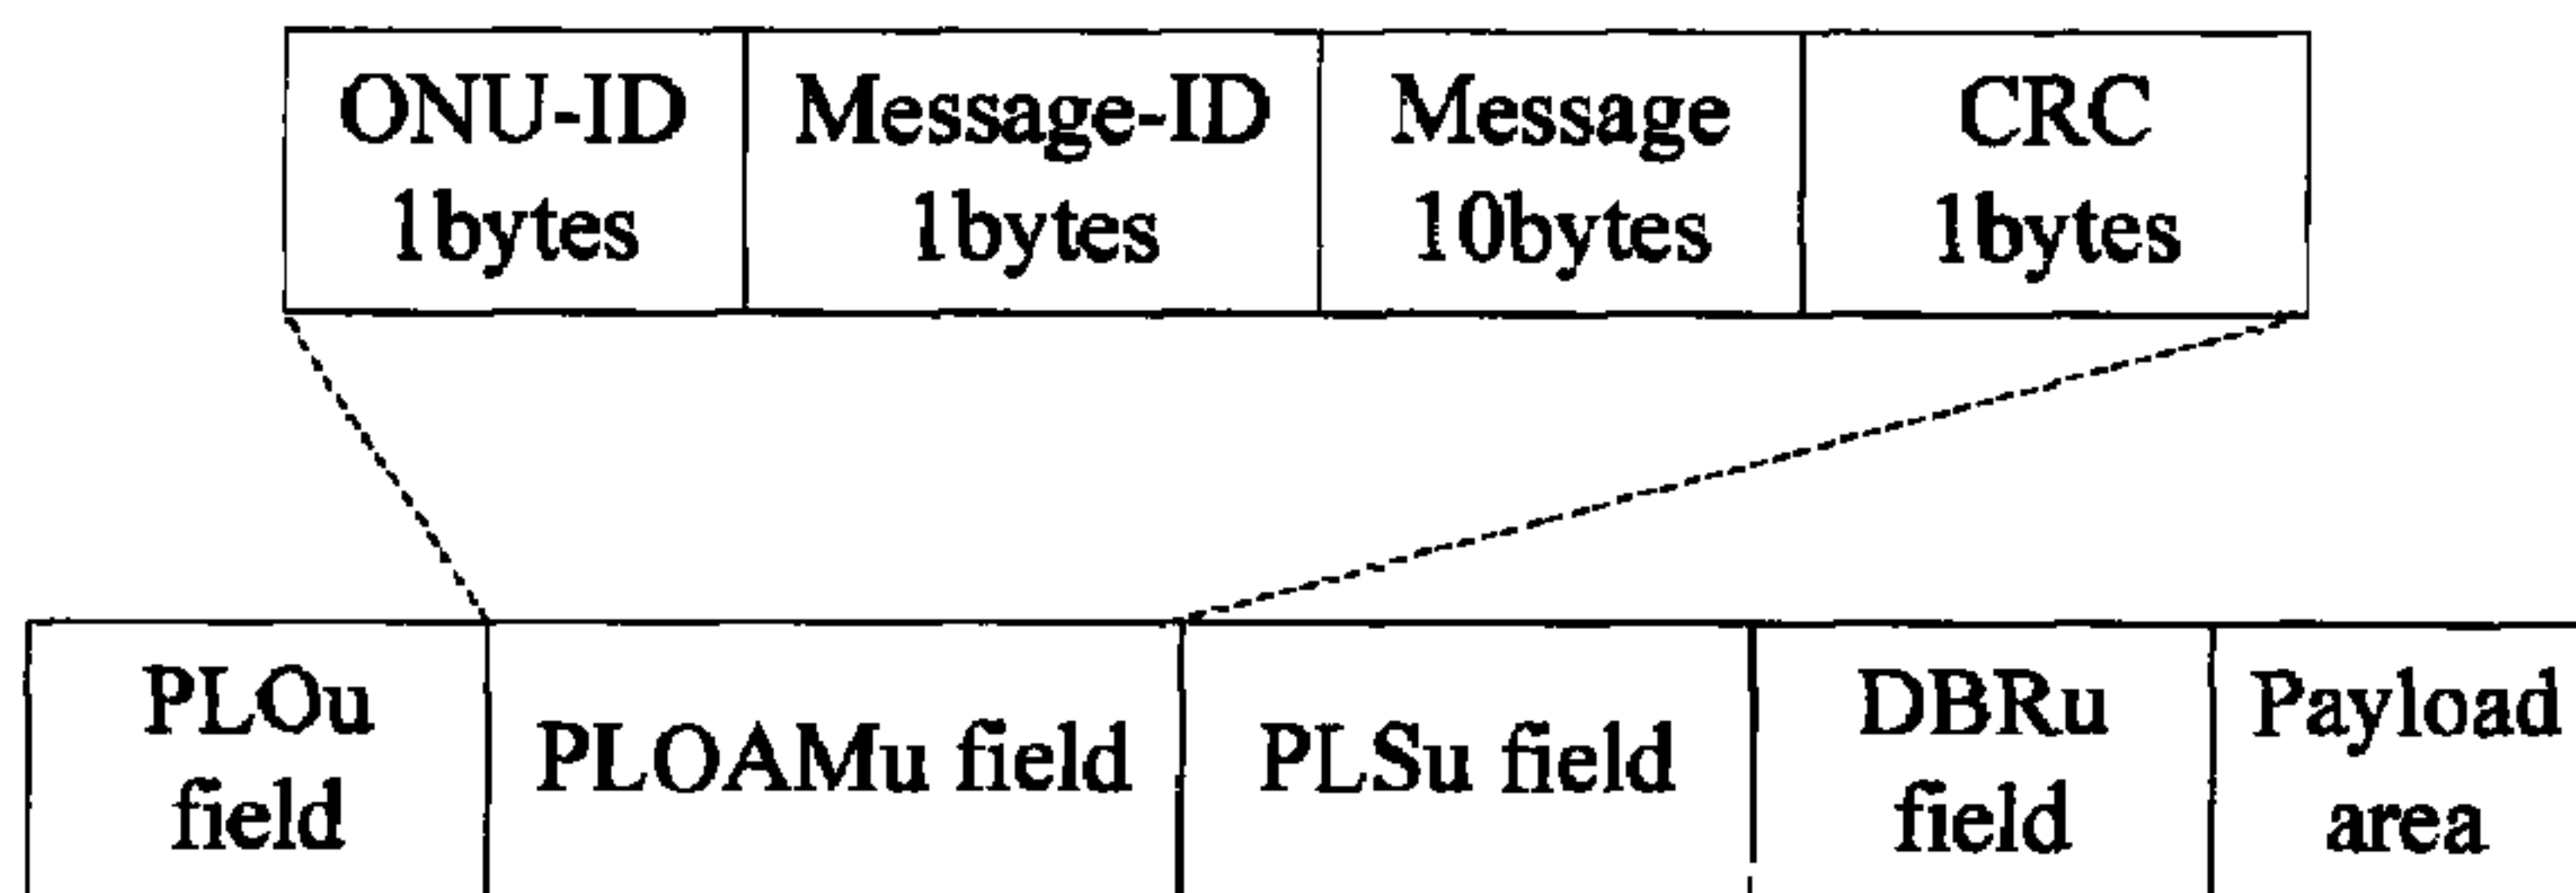 ONU-ID Message-ID Message CRC
1bytes 1bytes 10bytes 1bytes
PLOu field PLOAMu field PLSu field DBRu field Payload area